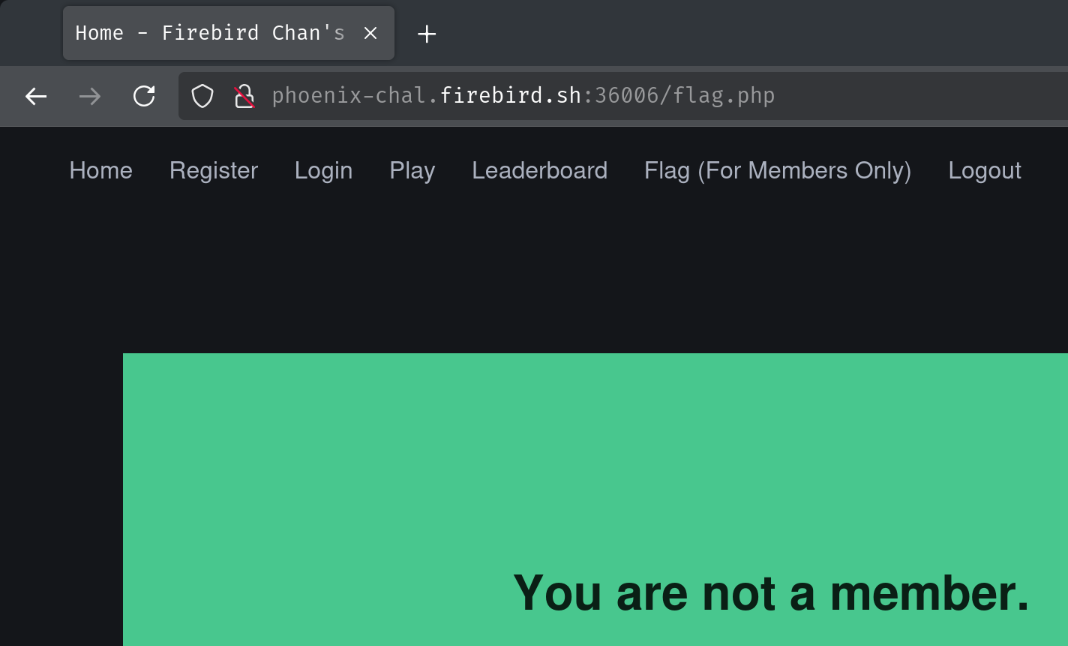 Home - Firebird Chan's
phoenix-chal.firebird.sh:36006/flag.php
Home Register Login Play Leaderboard Flag (For Members Only) Logout
You are not a member.